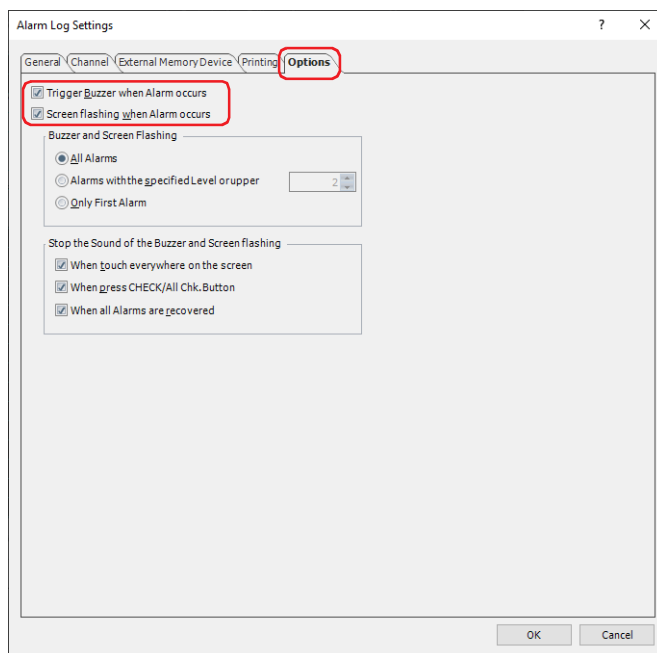 Alarm Log Settings ? ×
General Channel External Memory Device Printing Options
Trigger Buzzer when Alarm occurs
Screen flashing when Alarm occurs
Buzzer and Screen Flashing
All Alarms
Alarms with the specified Level or upper 2
Only First Alarm
Stop the Sound of the Buzzer and Screen flashing
When touch everywhere on the screen
When press CHECK/All Chk. Button
When all Alarms are recovered
OK Cancel